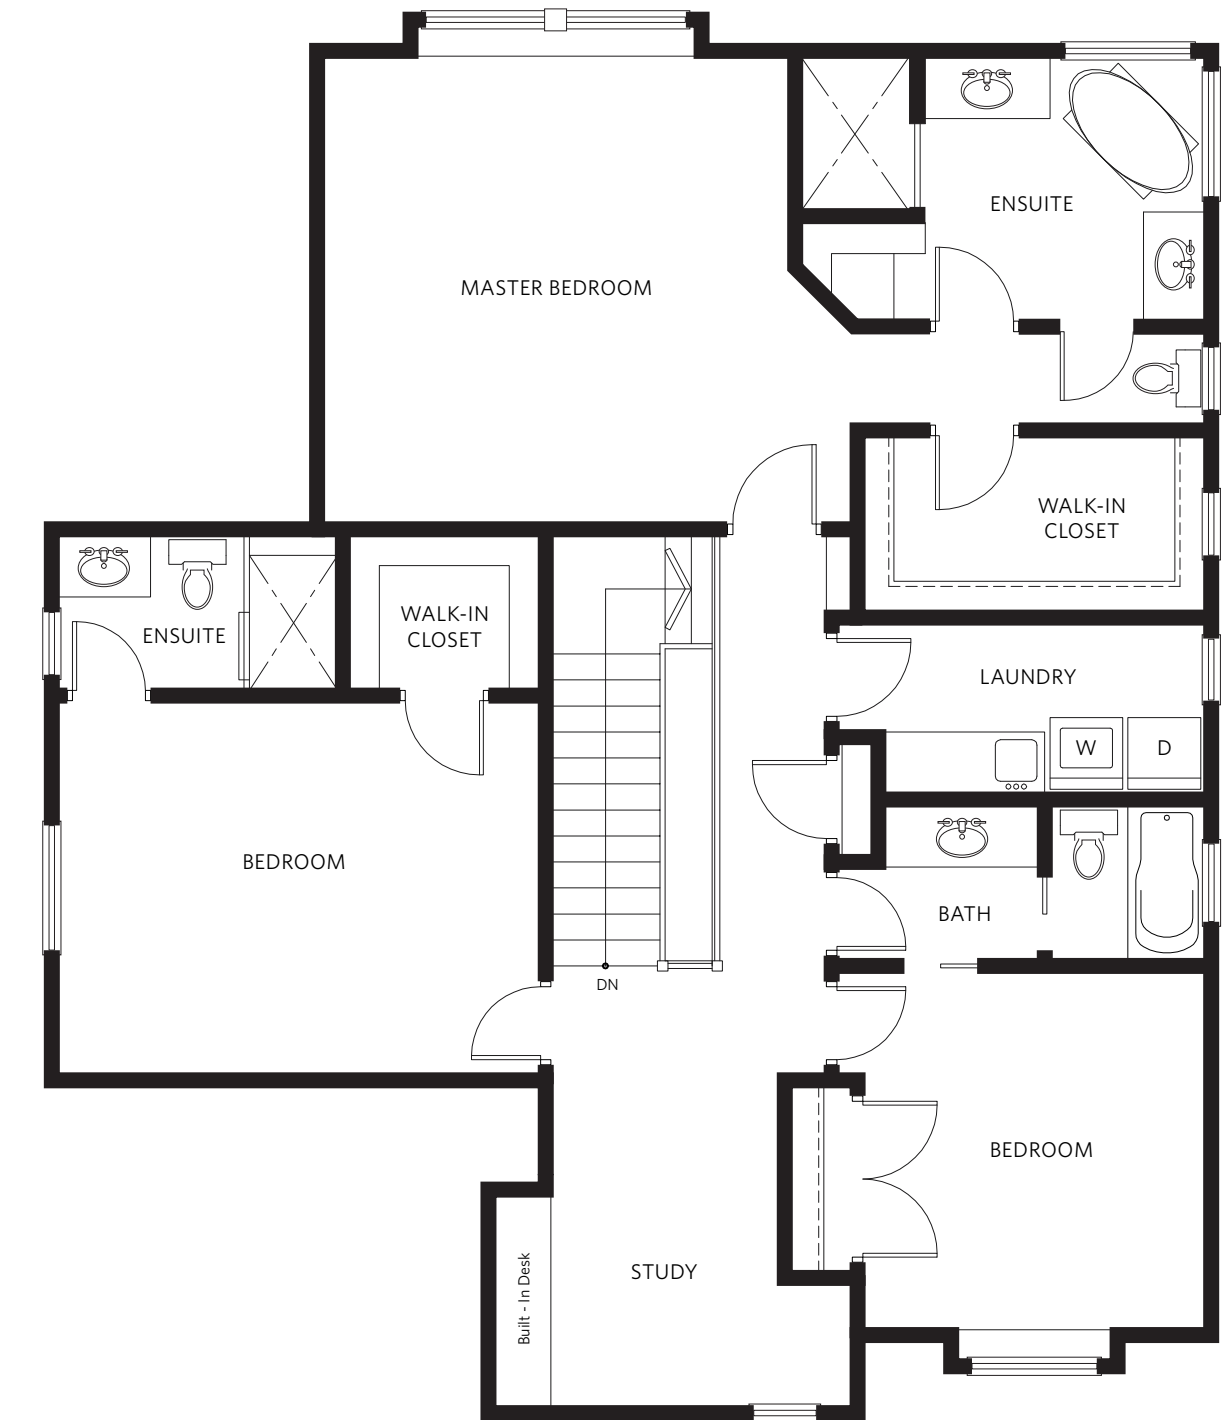 ENSUITE
MASTER BEDROOM
WALK-IN
CLOSET
WALK-IN
CLOSET
ENSUITE
LAUNDRY
W
D
BEDROOM
BATH
DN
BEDROOM
STUDY
Built - In Desk